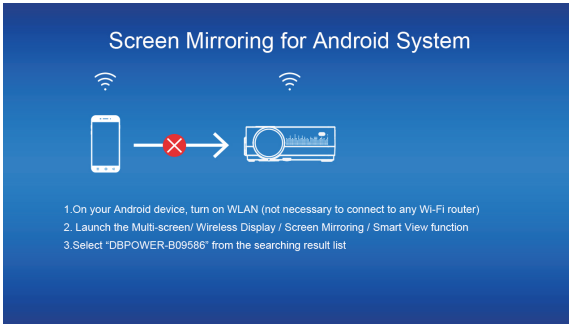 Screen Mirroring for Android System
1.On your Android device, turn on WLAN (not necessary to connect to any Wi-Fi router)
2. Launch the Multi-screen/ Wireless Display / Screen Mirroring / Smart View function
3.Select “DBPOWER-B09586” from the searching result list